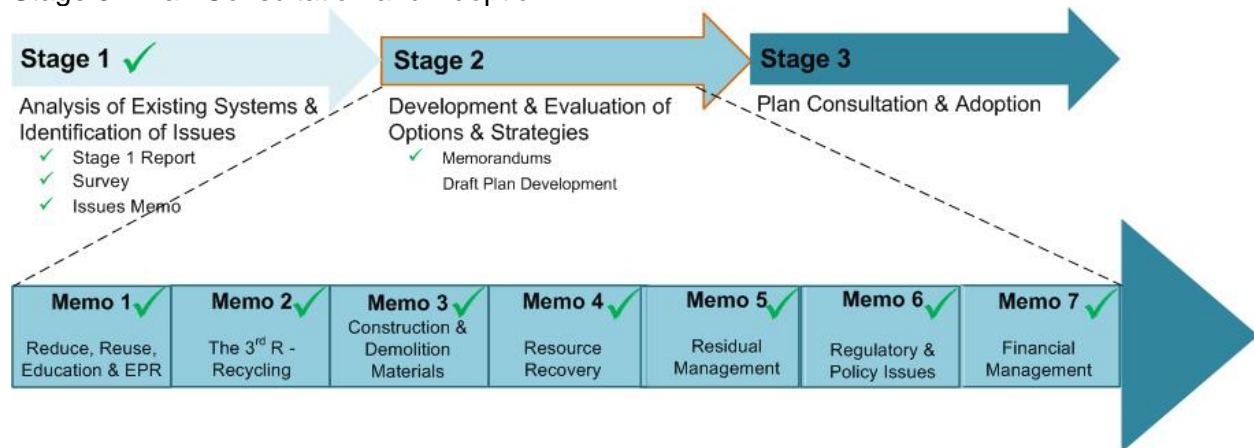 Stage 1
Stage 2
Stage 3
Analysis of Existing Systems &
Identification of Issues
Stage 1 Report
Survey
Issues Memo
Development & Evaluation of
Options & Strategies
Memorandums
Draft Plan Development
Plan Consultation & Adoption
Memo 1
Reduce, Reuse,
Education & EPR
Memo 2
The 3rd R -
Recycling
Memo 3
Construction &
Demolition
Materials
Memo 4
Resource
Recovery
Memo 5
Residual
Management
Memo 6
Regulatory &
Policy Issues
Memo 7
Financial
Management